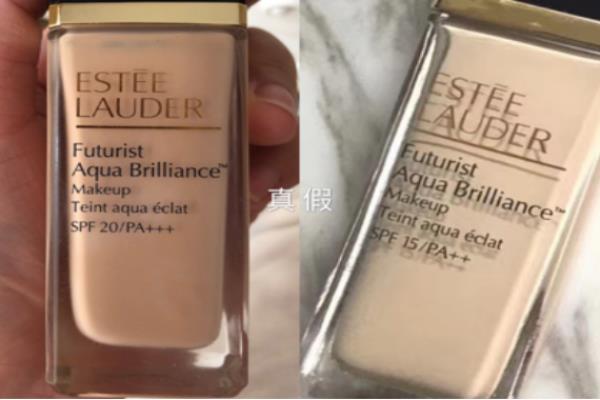 ESTĒE
LAUDER
Futurist
Aqua Brilliance™
Makeup
Teint aqua éclat
SPF 20/PA+++
真 假
ESTĒE
LAUDER
Futurist
Aqua Brilliance™
Makeup
Teint aqua éclat
SPF 15/PA++